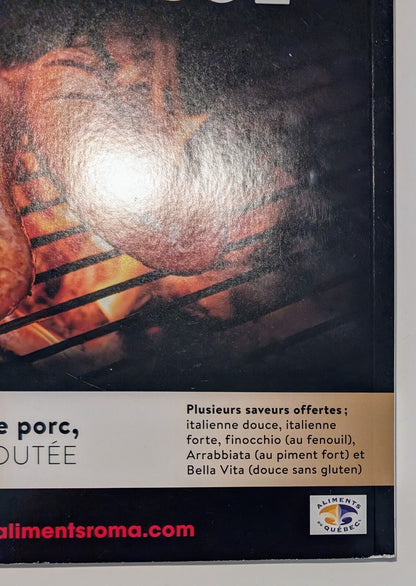 e porc,
OUTÉE
Plusieurs saveurs offertes ;
italienne douce, italienne
forte, finocchio (au fenouil),
Arrabbiata (au piment fort) et
Bella Vita (douce sans gluten)
alimentsroma.com
ALIMENTS
DU QUÉBEC